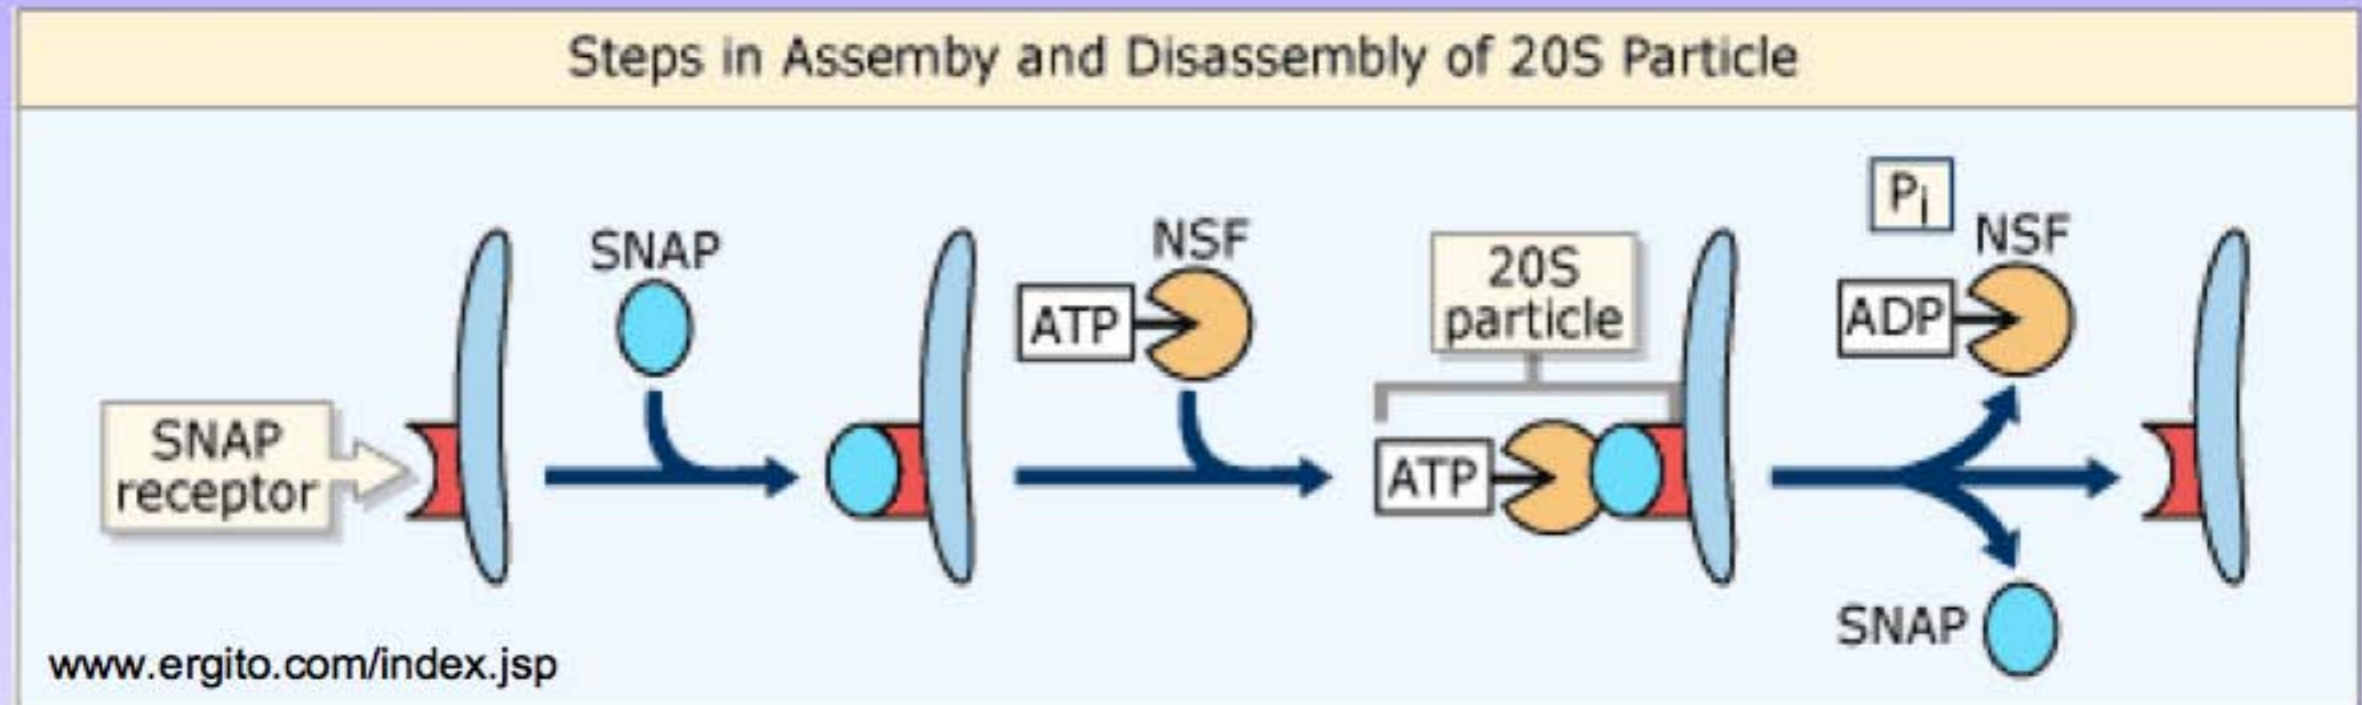 Steps in Assemby and Disassembly of 20S Particle
SNAP
receptor
SNAP
ATP
NSF
20S
particle
ATP
Pi
ADP
NSF
SNAP
www.ergito.com/index.jsp